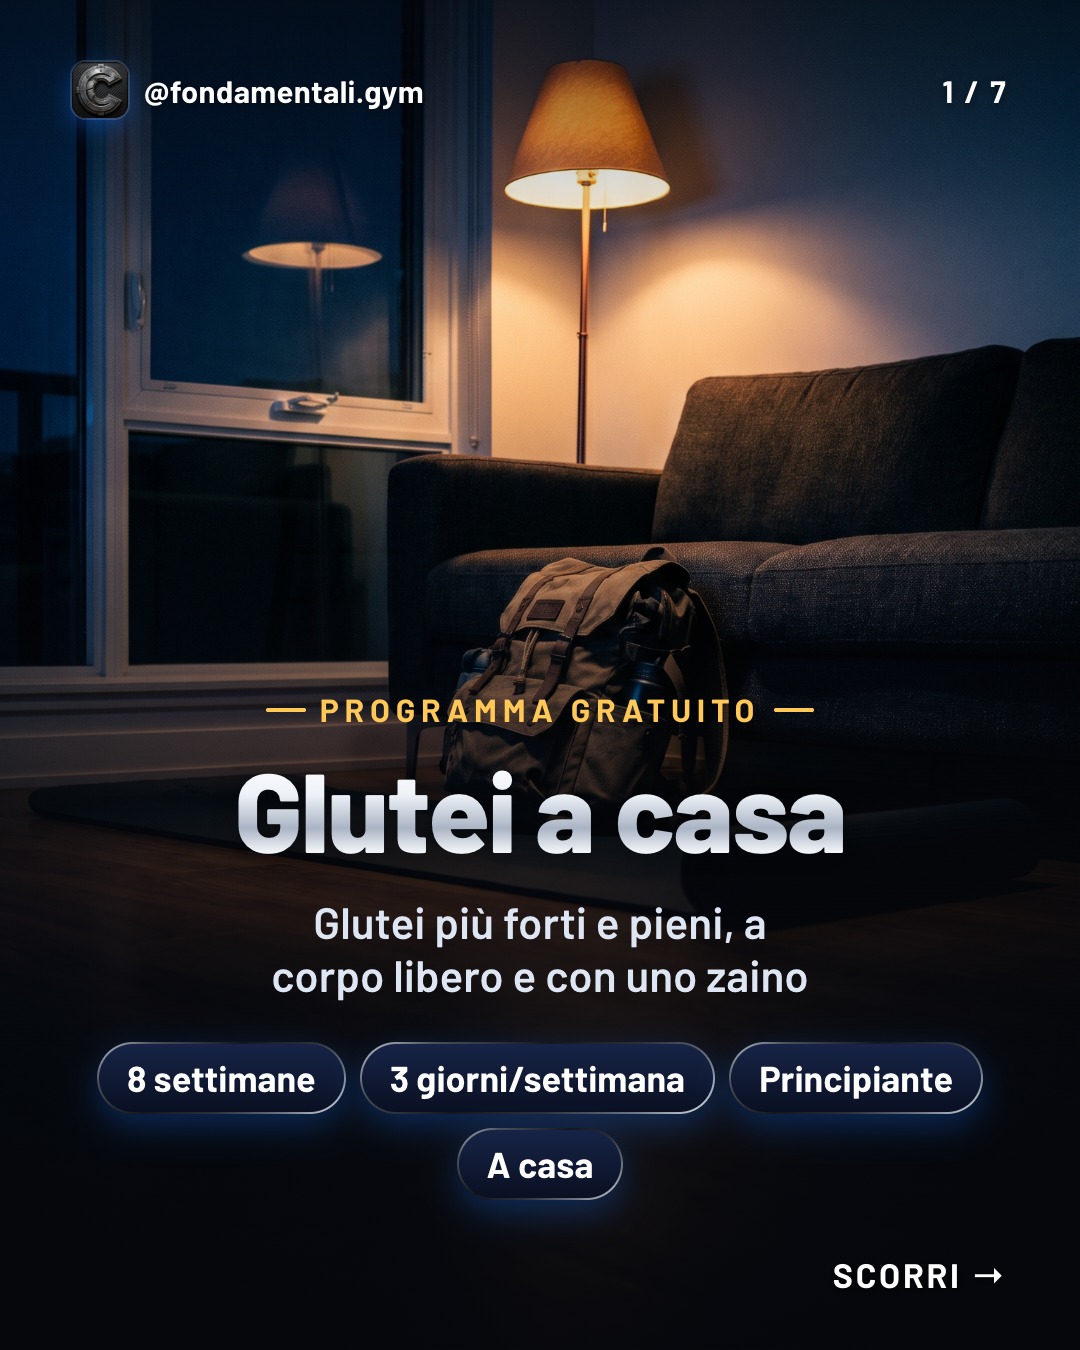 @fondamentali.gym
1 / 7
PROGRAMMA GRATUITO
Glutei a casa
Glutei più forti e pieni, a
corpo libero e con uno zaino
8 settimane
3 giorni/settimana
Principiante
A casa
SCORRI →